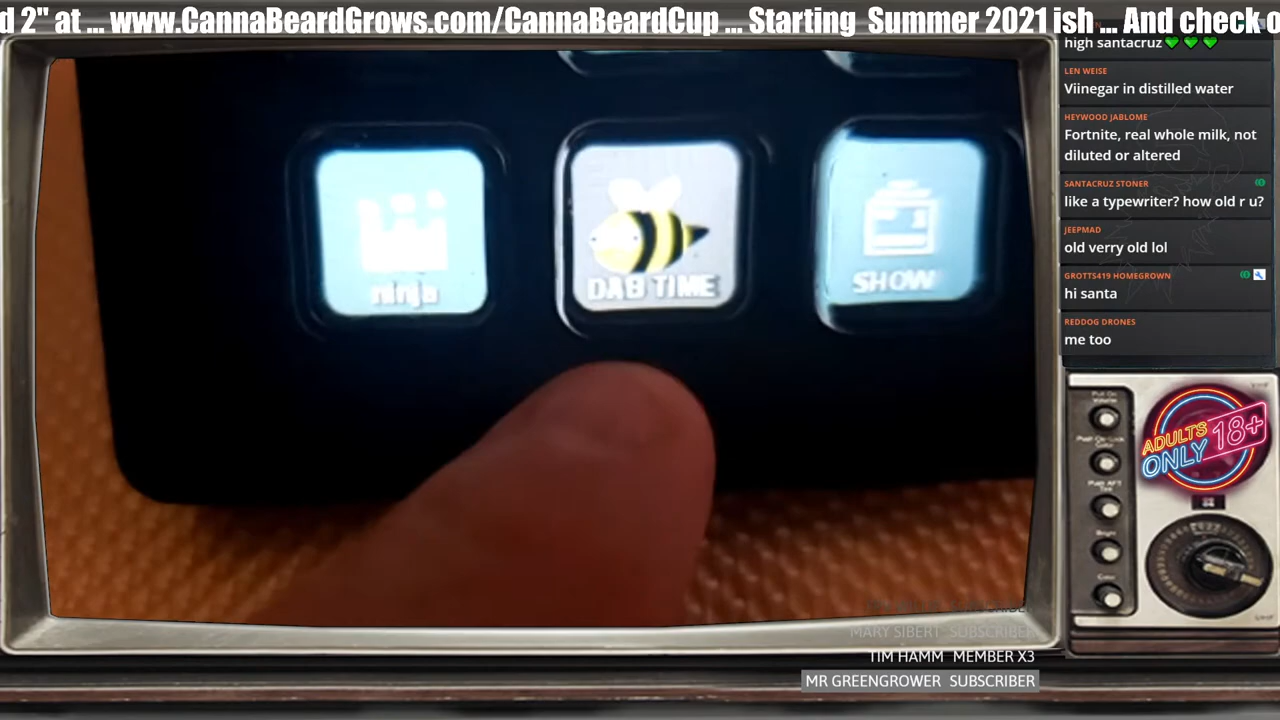 d 2" at ... www.CannaBeardGrows.com/CannaBeardCup ... Starting  Summer 2021 ish ... And check o
high santacruz 💚 💚 💚
LEN WEISE
Viinegar in distilled water
HEYWOOD JABLOME
Fortnite, real whole milk, not
diluted or altered
SANTACRUZ STONER
like a typewriter? how old r u?
JEEPMAD
old verry old lol
GROTTS419 HOMEGROWN
hi santa
REDDOG DRONES
me too
ninja
DAB TIME
SHOW
ADULTS
ONLY
18+
MARY SIBERT  SUBSCRIBER
TIM HAMM  MEMBER X3
MR GREENGROWER  SUBSCRIBER